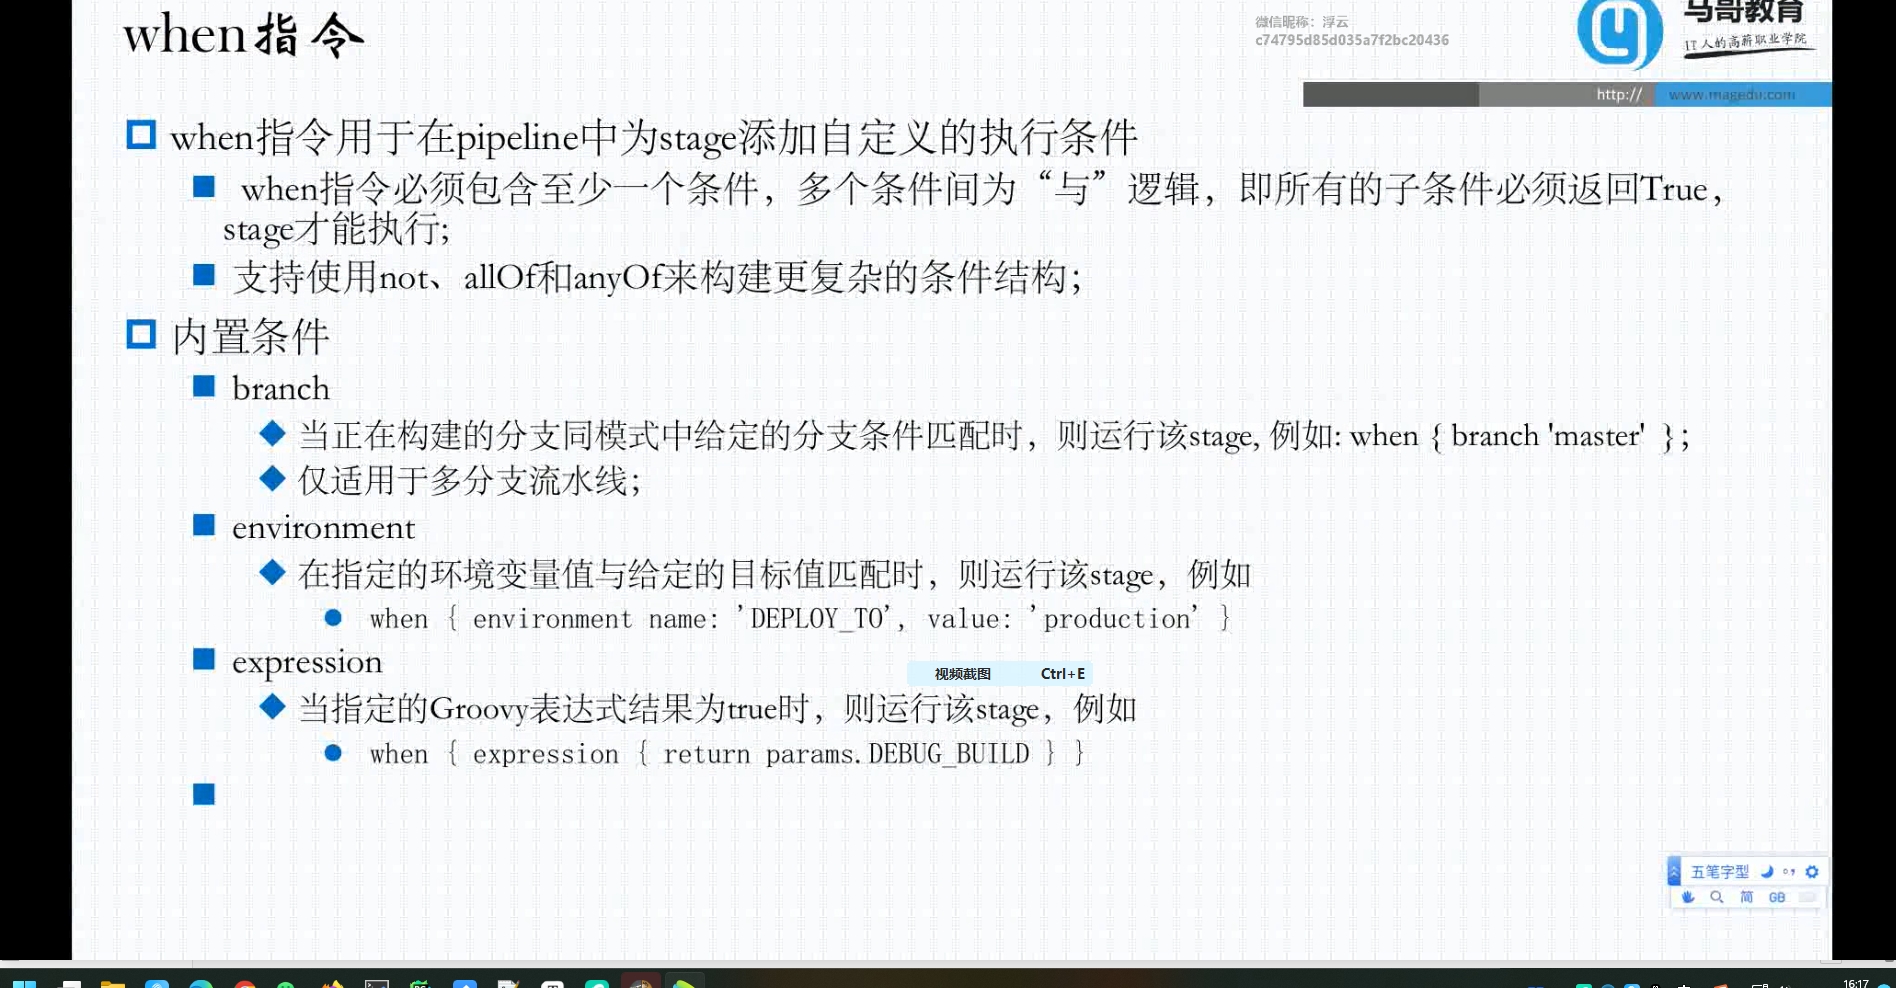 when指令
微信昵称：浮云
c74795d85d035a7f2bc20436
马哥教育
IT人的高薪职业学院
http:// www.magedu.com
when指令用于在pipeline中为stage添加自定义的执行条件
when指令必须包含至少一个条件，多个条件间为“与”逻辑，即所有的子条件必须返回True，
stage才能执行;
支持使用not、allOf和anyOf来构建更复杂的条件结构；
内置条件
branch
当正在构建的分支同模式中给定的分支条件匹配时，则运行该stage, 例如: when { branch 'master' }；
仅适用于多分支流水线；
environment
在指定的环境变量值与给定的目标值匹配时，则运行该stage，例如
when { environment name: 'DEPLOY_TO', value: 'production' }
expression
视频截图 Ctrl+E
当指定的Groovy表达式结果为true时，则运行该stage，例如
when { expression { return params.DEBUG_BUILD } }
五笔字型
简 GB
16:17